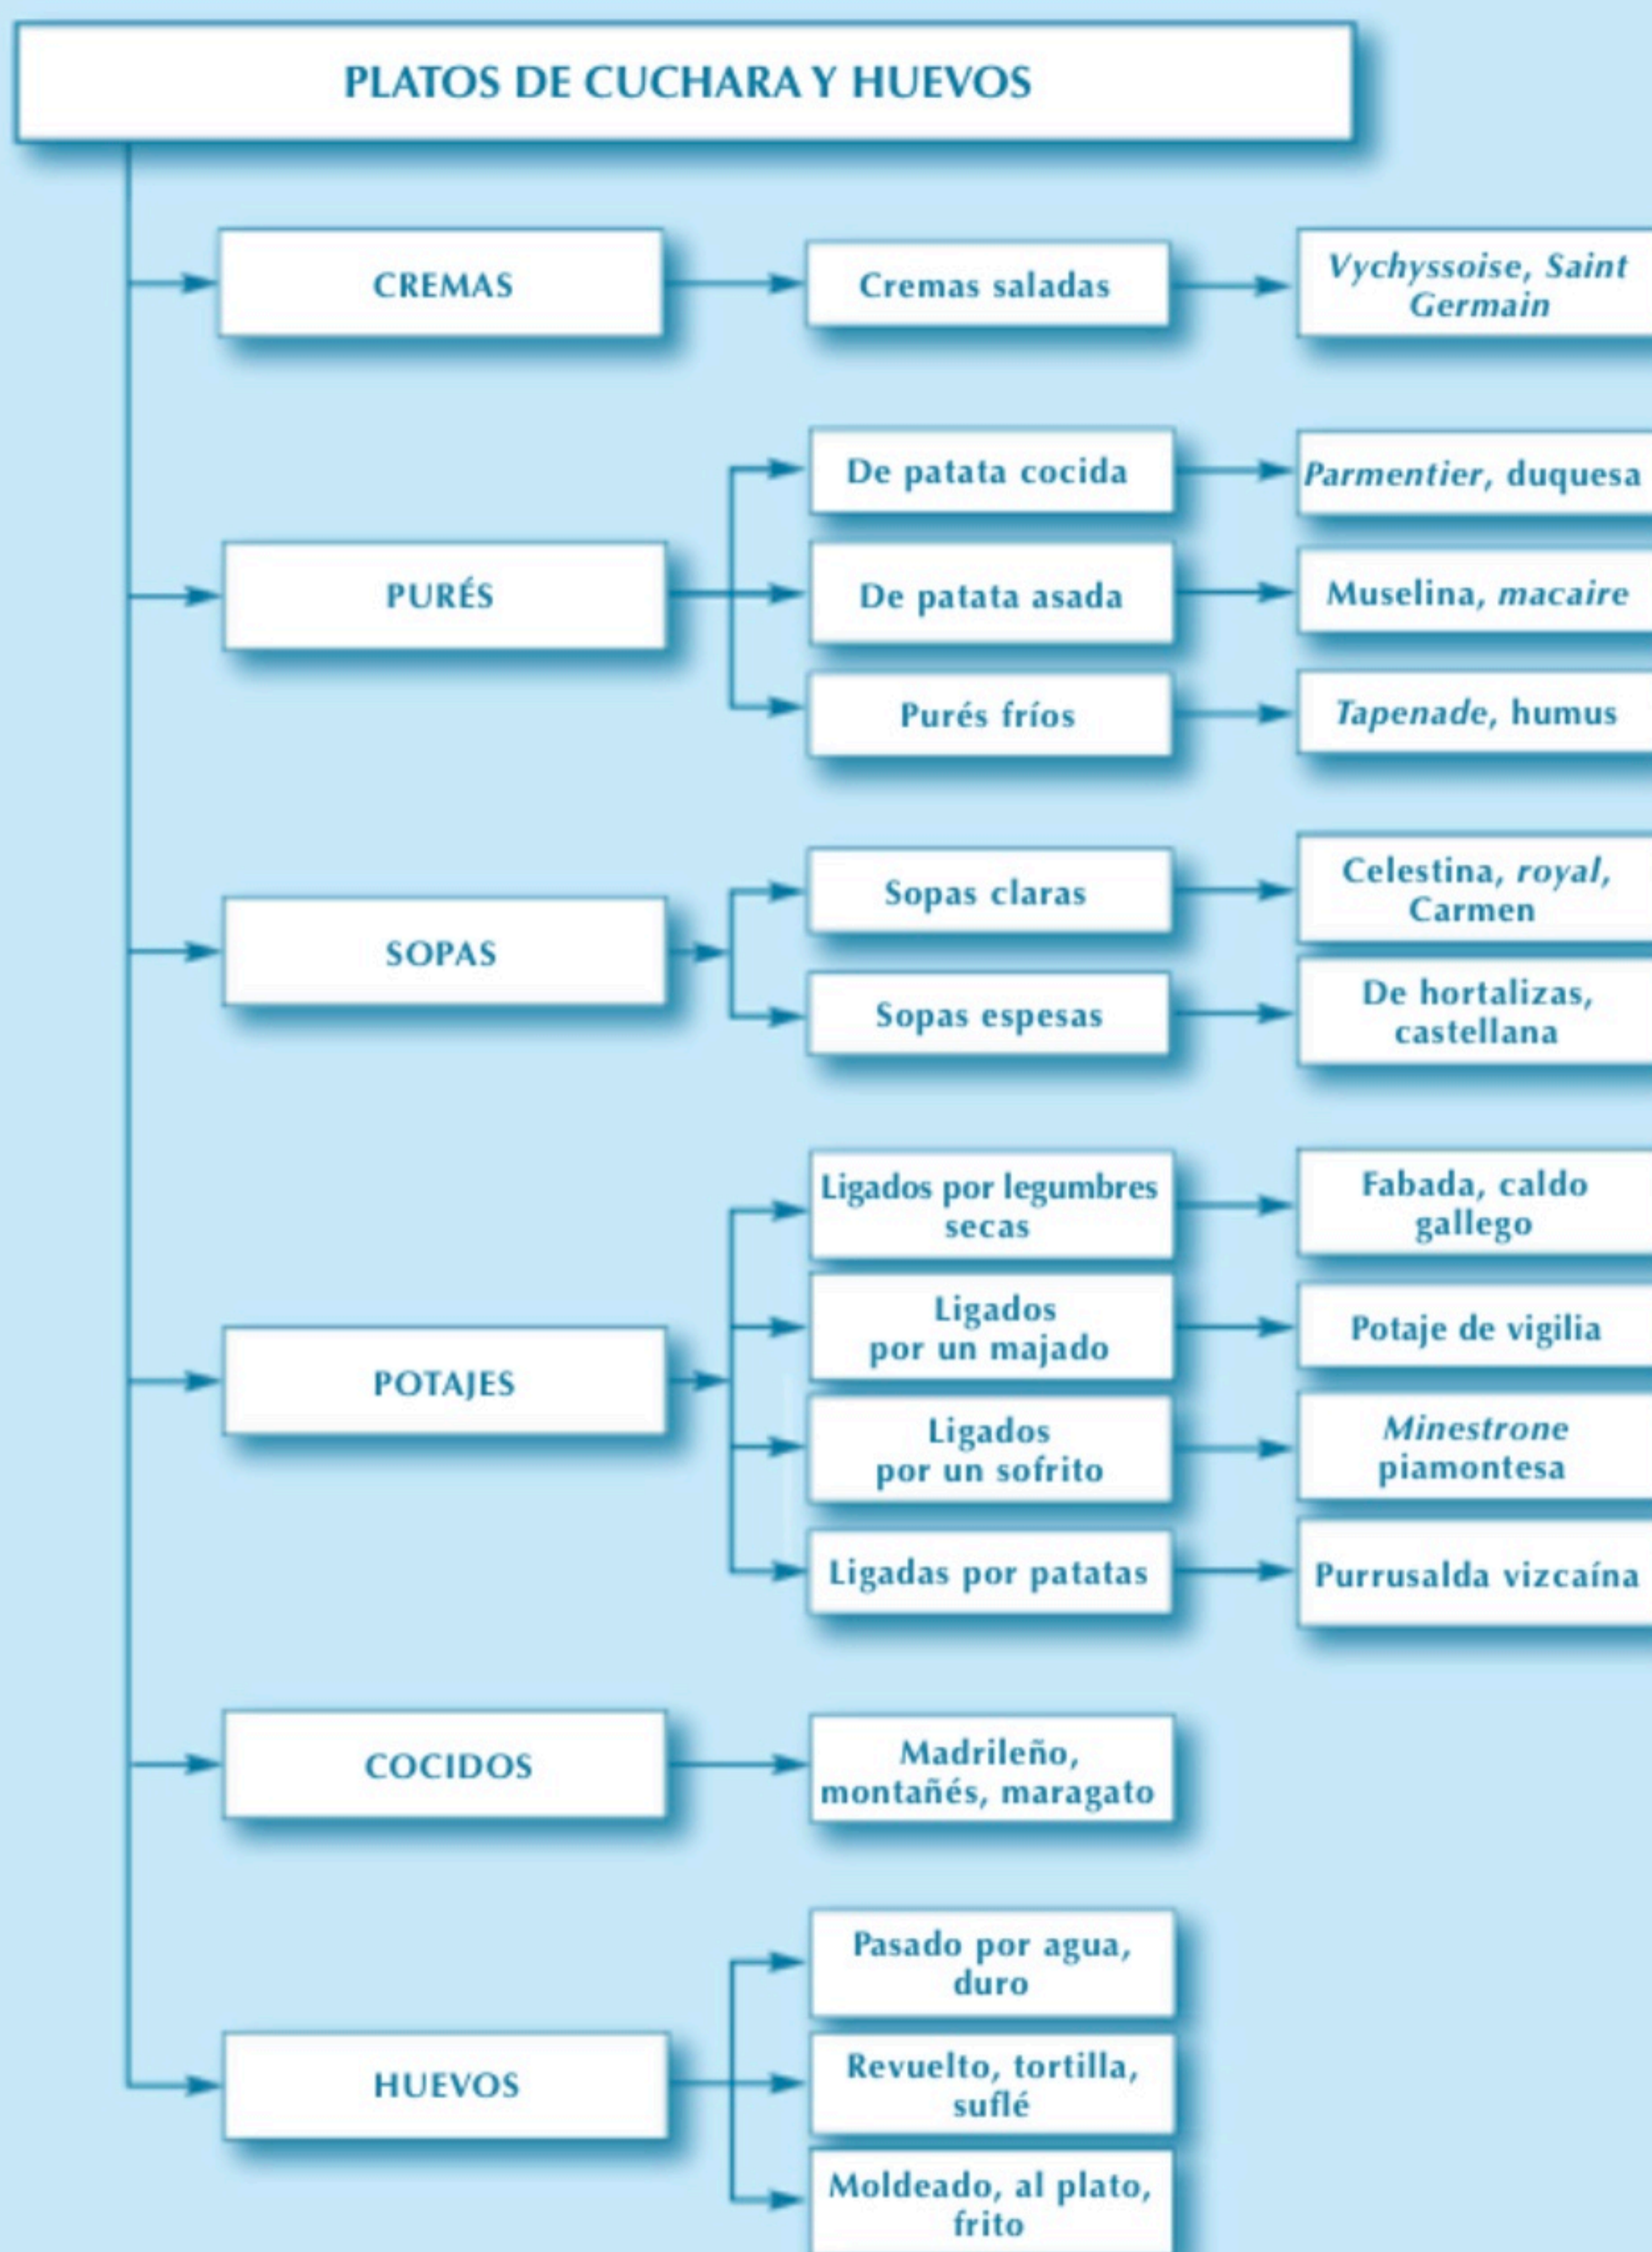 PLATOS DE CUCHARA Y HUEVOS
CREMAS
Cremas saladas
Vychyssoise, Saint
Germain
PURÉS
De patata cocida
Parmentier, duquesa
De patata asada
Muselina, macaire
Purés fríos
Tapenade, humus
SOPAS
Sopas claras
Celestina, royal,
Carmen
Sopas espesas
De hortalizas,
castellana
POTAJES
Ligados por legumbres
secas
Fabada, caldo
gallego
Ligados
por un majado
Potaje de vigilia
Ligados
por un sofrito
Minestrone
piamontesa
Ligadas por patatas
Purrusalda vizcaína
COCIDOS
Madrileño,
montañés, maragato
HUEVOS
Pasado por agua,
duro
Revuelto, tortilla,
suflé
Moldeado, al plato,
frito